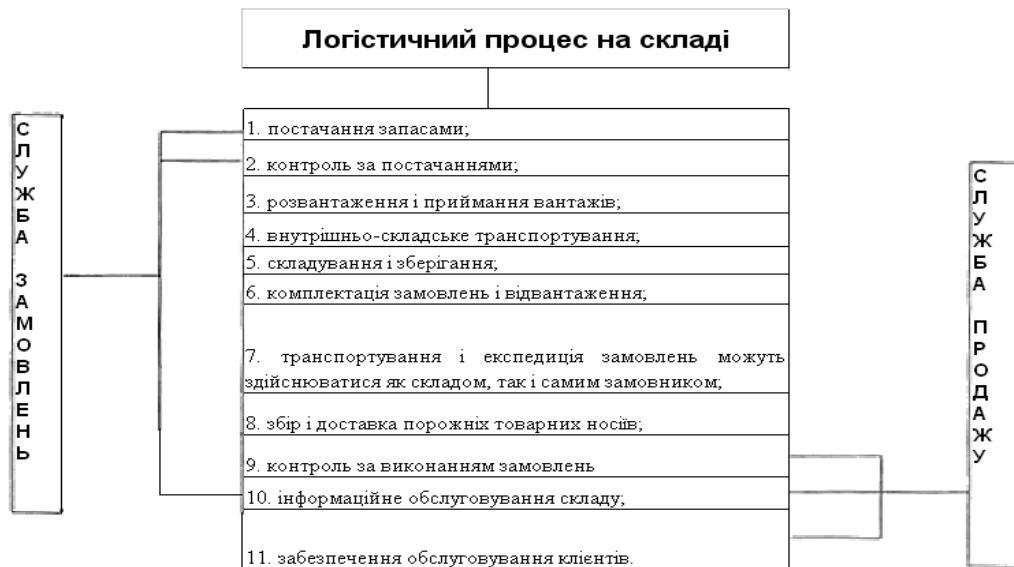 Логістичний процес на складі
СЛУЖБА ЗАМОВЛЕНЬ
1. постачання запасами;
2. контроль за постачаннями;
3. розвантаження і приймання вантажів;
4. внутрішньо-складське транспортування;
5. складування і зберігання;
6. комплектація замовлень і відвантаження;
7. транспортування і експедиція замовлень можуть
здійснюватися як складом, так і самим замовником;
8. збір і доставка порожніх товарних носіїв;
9. контроль за виконанням замовлень
10. інформаційне обслуговування складу;
11. забезпечення обслуговування клієнтів.
СЛУЖБА ПРОДАЖУ